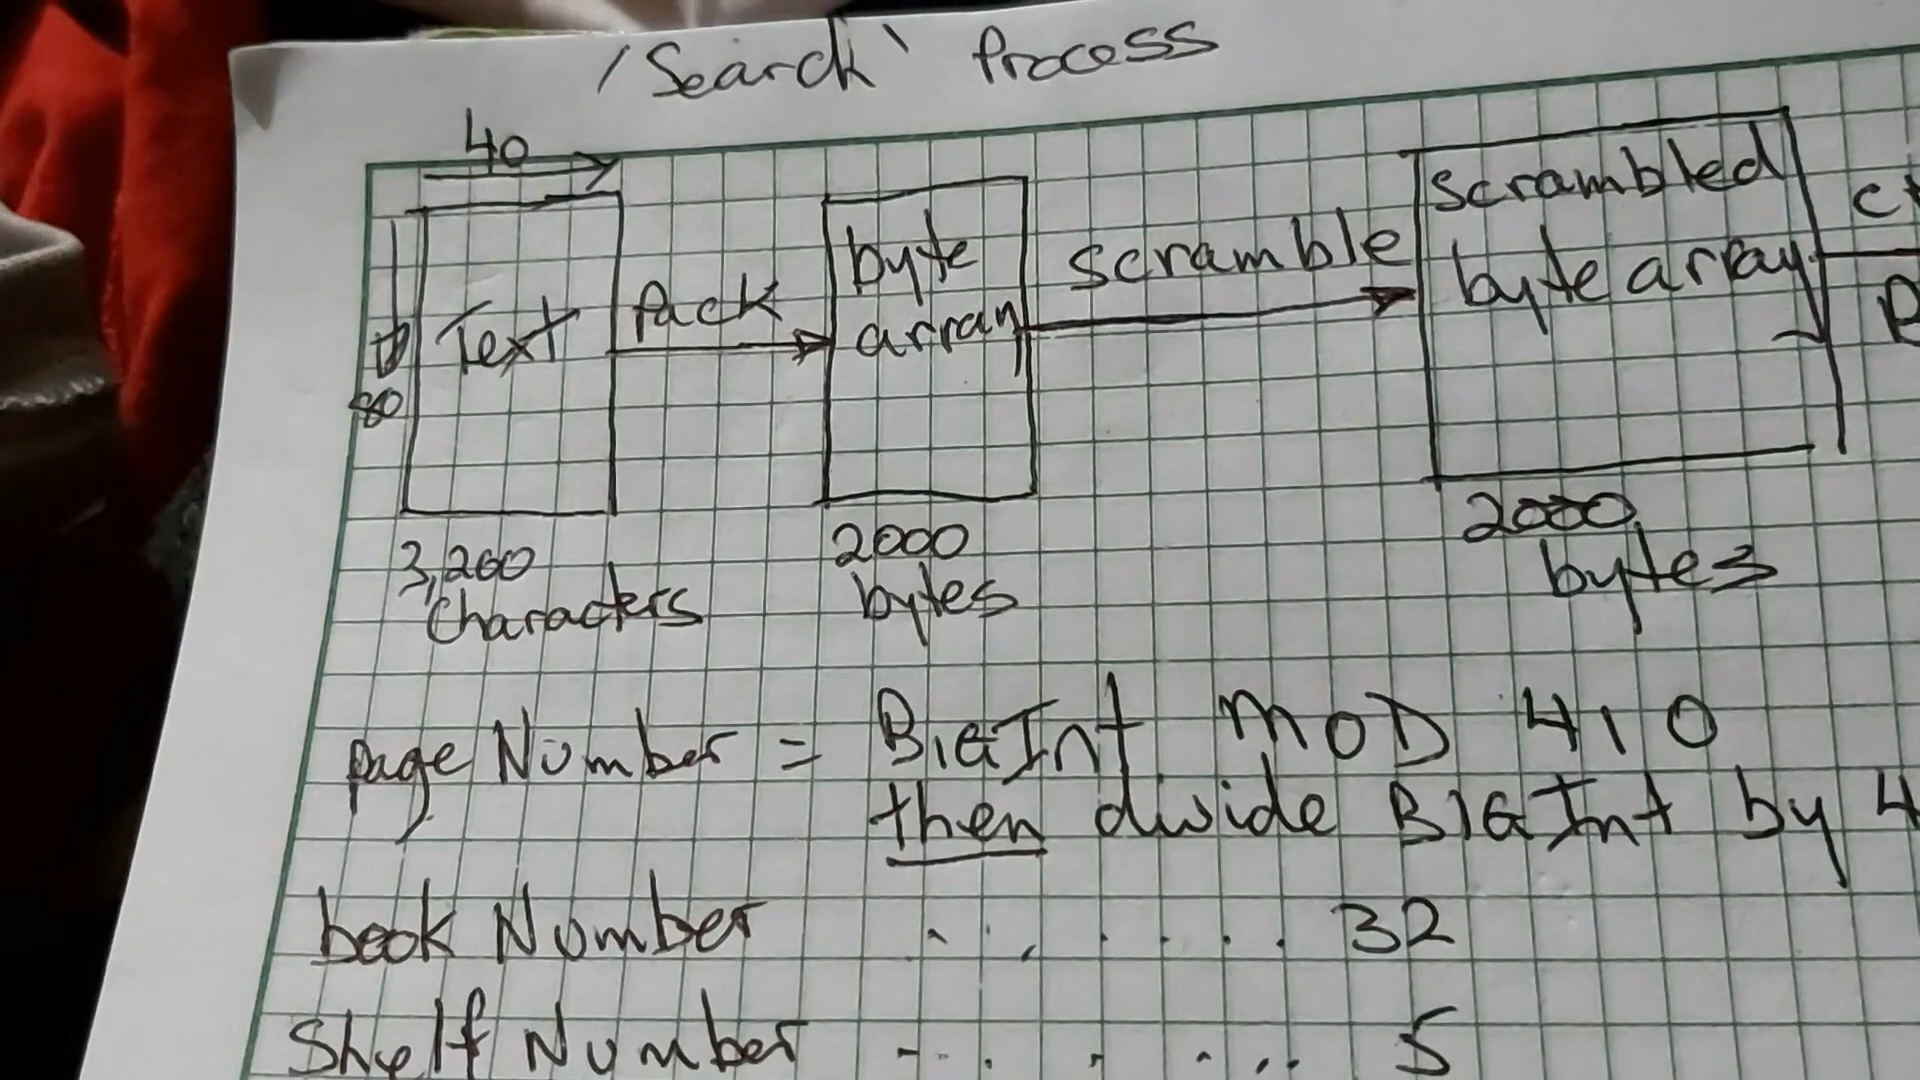 'Search' Process
40
80
Text
Pack
byte
array
scramble
scrambled
byte array
3,200
characters
2000
bytes
2000
bytes
page Number = BIGInt MOD 410
then divide BIGInt by 4
book Number ....... 32
Shelf Number ....... 5